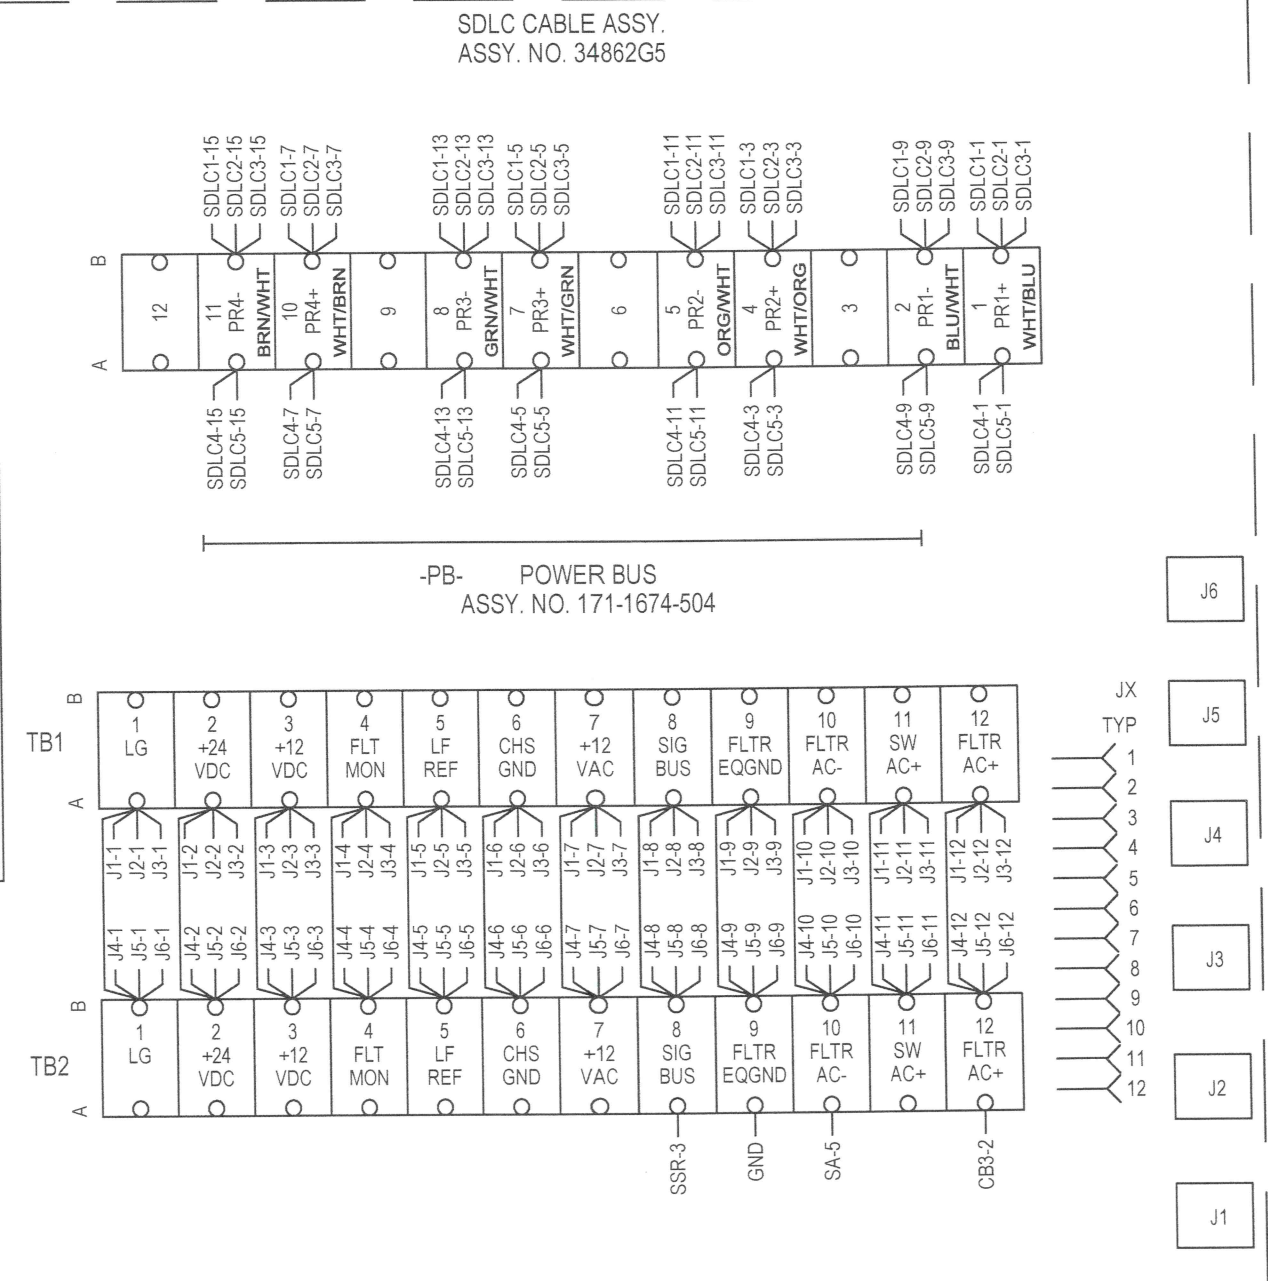 SDLC CABLE ASSY.
ASSY. NO. 34862G5
SDLC1-15
SDLC2-15
SDLC3-15
SDLC1-7
SDLC2-7
SDLC3-7
SDLC1-13
SDLC2-13
SDLC3-13
SDLC1-5
SDLC2-5
SDLC3-5
SDLC1-11
SDLC2-11
SDLC3-11
SDLC1-3
SDLC2-3
SDLC3-3
SDLC1-9
SDLC2-9
SDLC3-9
SDLC1-1
SDLC2-1
SDLC3-1
B
A
12
11
PR4-
BRN/WHT
10
PR4+
WHT/BRN
9
8
PR3-
GRN/WHT
7
PR3+
WHT/GRN
6
5
PR2-
ORG/WHT
4
PR2+
WHT/ORG
3
2
PR1-
BLU/WHT
1
PR1+
WHT/BLU
SDLC4-15
SDLC5-15
SDLC4-7
SDLC5-7
SDLC4-13
SDLC5-13
SDLC4-5
SDLC5-5
SDLC4-11
SDLC5-11
SDLC4-3
SDLC5-3
SDLC4-9
SDLC5-9
SDLC4-1
SDLC5-1
-PB- POWER BUS
ASSY. NO. 171-1674-504
TB1
B
A
1
LG
2
+24
VDC
3
+12
VDC
4
FLT
MON
5
LF
REF
6
CHS
GND
7
+12
VAC
8
SIG
BUS
9
FLTR
EQGND
10
FLTR
AC-
11
SW
AC+
12
FLTR
AC+
J1-1
J2-1
J3-1
J1-2
J2-2
J3-2
J1-3
J2-3
J3-3
J1-4
J2-4
J3-4
J1-5
J2-5
J3-5
J1-6
J2-6
J3-6
J1-7
J2-7
J3-7
J1-8
J2-8
J3-8
J1-9
J2-9
J3-9
J1-10
J2-10
J3-10
J1-11
J2-11
J3-11
J1-12
J2-12
J3-12
J4-1
J5-1
J6-1
J4-2
J5-2
J6-2
J4-3
J5-3
J6-3
J4-4
J5-4
J6-4
J4-5
J5-5
J6-5
J4-6
J5-6
J6-6
J4-7
J5-7
J6-7
J4-8
J5-8
J6-8
J4-9
J5-9
J6-9
J4-10
J5-10
J6-10
J4-11
J5-11
J6-11
J4-12
J5-12
J6-12
TB2
B
A
1
LG
2
+24
VDC
3
+12
VDC
4
FLT
MON
5
LF
REF
6
CHS
GND
7
+12
VAC
8
SIG
BUS
9
FLTR
EQGND
10
FLTR
AC-
11
SW
AC+
12
FLTR
AC+
SSR-3
GND
SA-5
CB3-2
JX
TYP
1
2
3
4
5
6
7
8
9
10
11
12
J6
J5
J4
J3
J2
J1